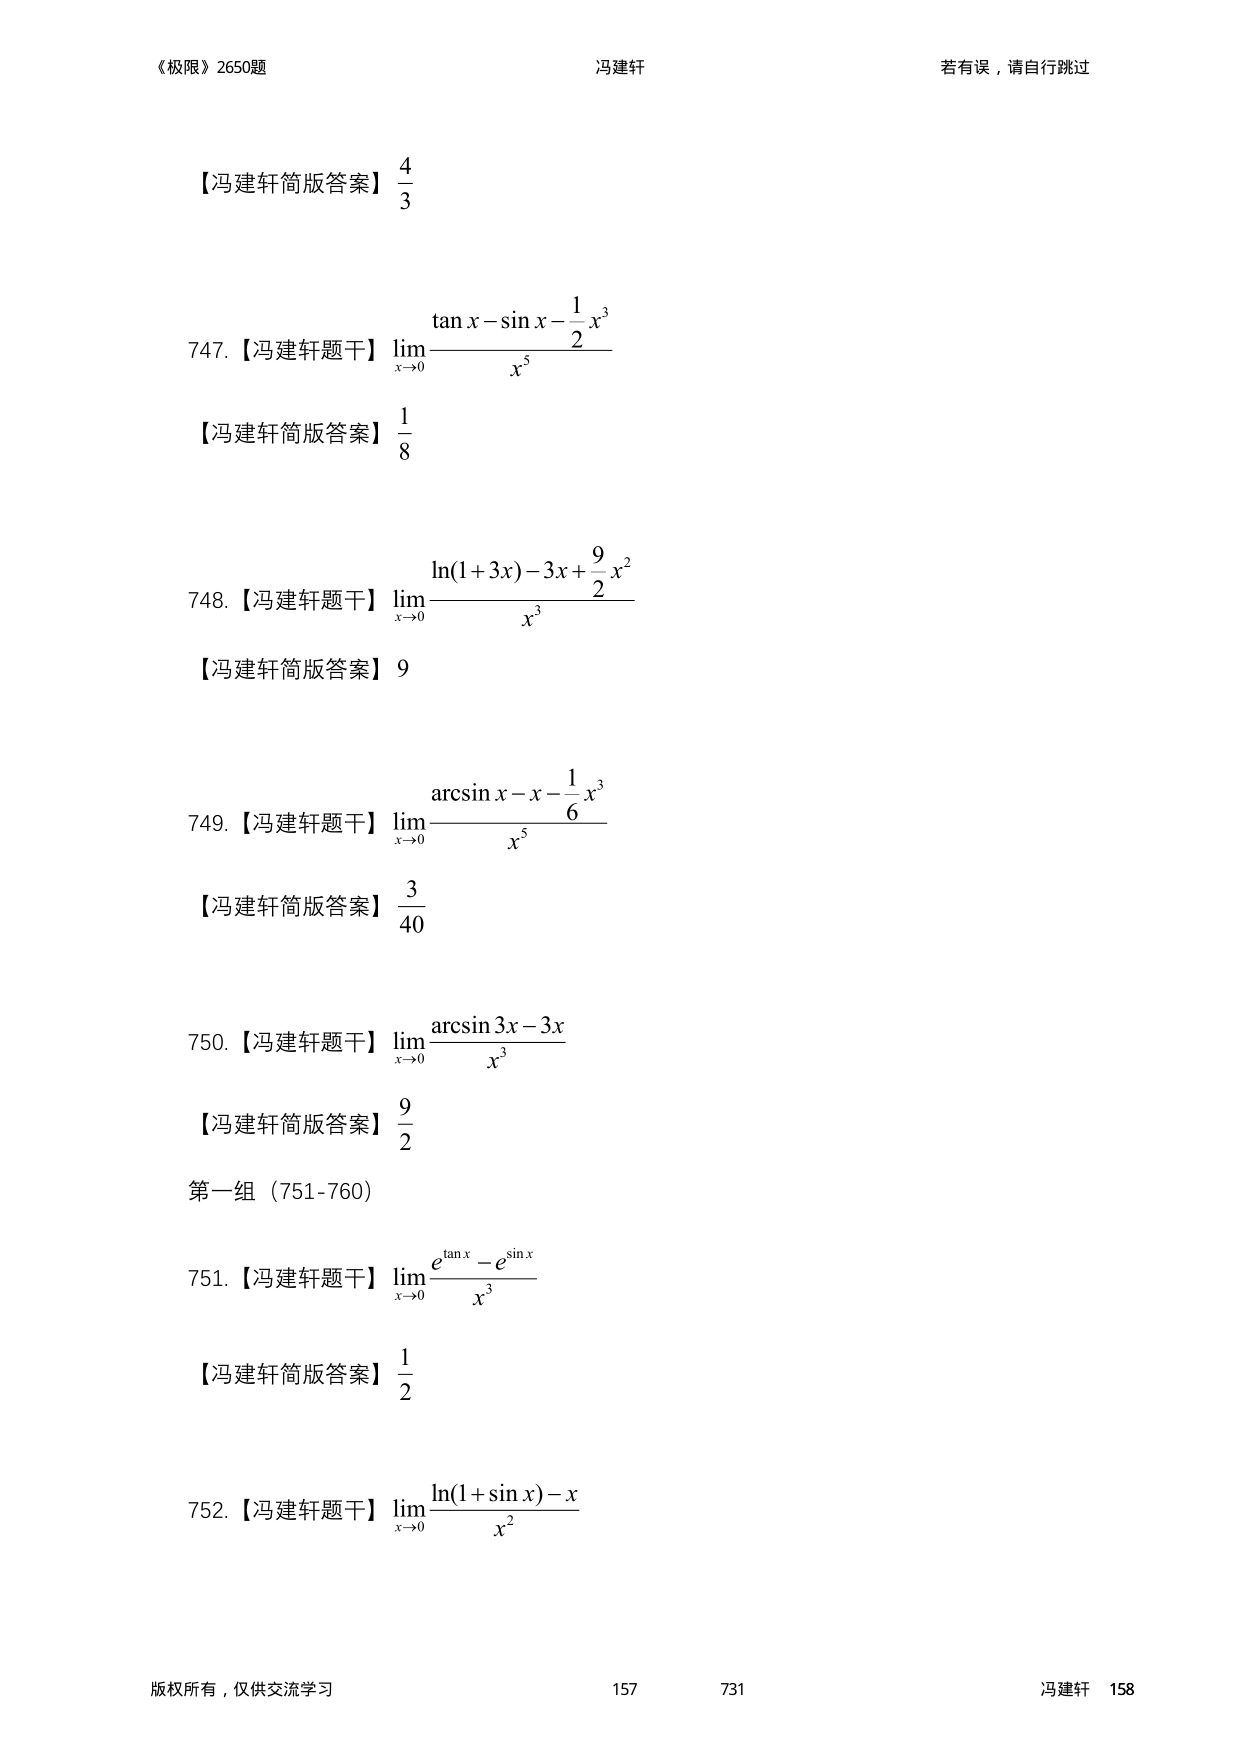 《极限》2650题 冯建轩 若有误，请自行跳过
【冯建轩简版答案】 4/3
747.【冯建轩题干】 lim_{x→0} (tan x − sin x − 1/2 x^3) / x^5
【冯建轩简版答案】 1/8
748.【冯建轩题干】 lim_{x→0} (ln(1+3x) − 3x + 9/2 x^2) / x^3
【冯建轩简版答案】 9
749.【冯建轩题干】 lim_{x→0} (arcsin x − x − 1/6 x^3) / x^5
【冯建轩简版答案】 3/40
750.【冯建轩题干】 lim_{x→0} (arcsin 3x − 3x) / x^3
【冯建轩简版答案】 9/2
第一组（751-760）
751.【冯建轩题干】 lim_{x→0} (e^{tan x} − e^{sin x}) / x^3
【冯建轩简版答案】 1/2
752.【冯建轩题干】 lim_{x→0} (ln(1+sin x) − x) / x^2
版权所有，仅供交流学习 157 731 冯建轩 158